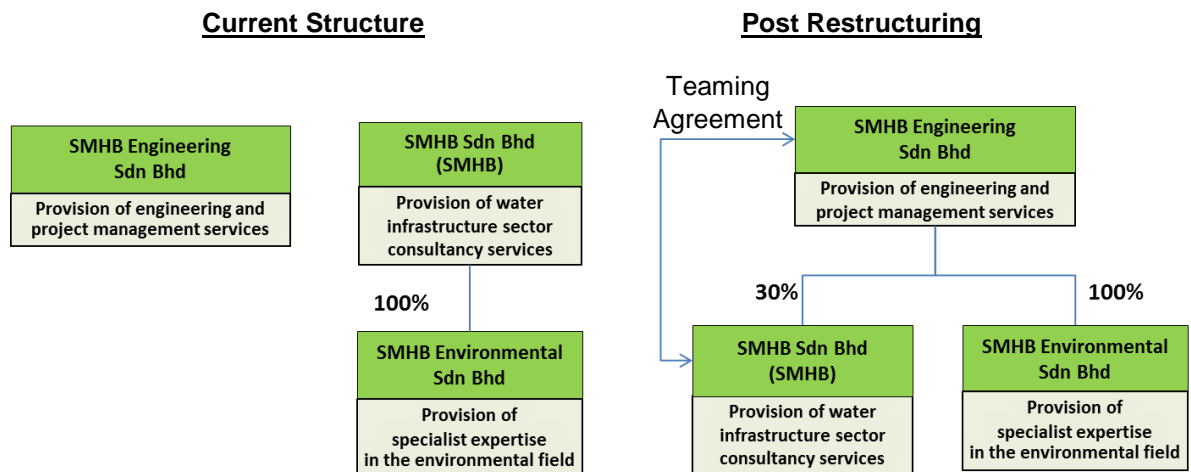 Current Structure
SMHB Engineering
Sdn Bhd
Provision of engineering and
project management services
SMHB Sdn Bhd
(SMHB)
Provision of water
infrastructure sector
consultancy services
100%
SMHB Environmental
Sdn Bhd
Provision of
specialist expertise
in the environmental field
Post Restructuring
Teaming
Agreement
SMHB Engineering
Sdn Bhd
Provision of engineering and
project management services
30%
100%
SMHB Sdn Bhd
(SMHB)
Provision of water
infrastructure sector
consultancy services
SMHB Environmental
Sdn Bhd
Provision of
specialist expertise
in the environmental field